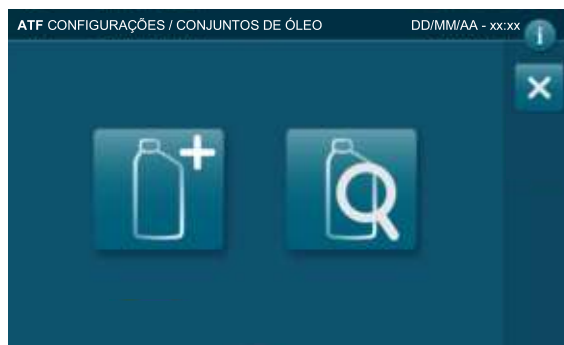 ATF CONFIGURAÇÕES / CONJUNTOS DE ÓLEO DD/MM/AA - xx:xx